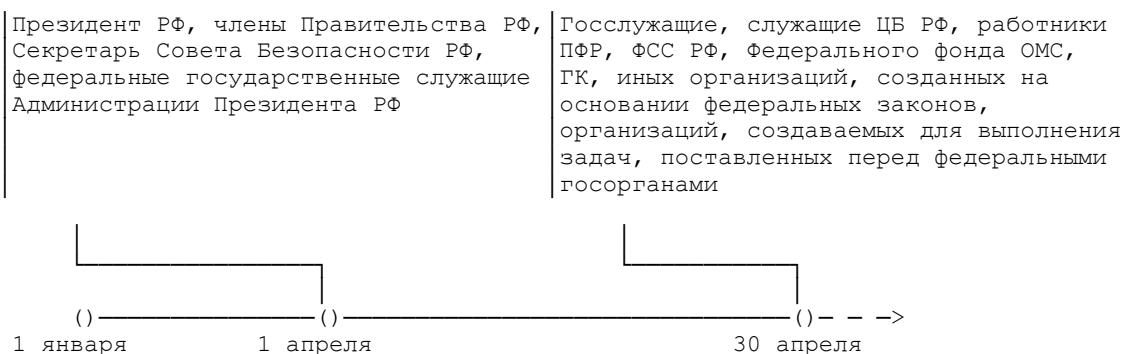 Президент РФ, члены Правительства РФ,
Секретарь Совета Безопасности РФ,
федеральные государственные служащие
Администрации Президента РФ
Госслужащие, служащие ЦБ РФ, работники
ПФР, ФСС РФ, Федерального фонда ОМС,
ГК, иных организаций, созданных на
основании федеральных законов,
организаций, создаваемых для выполнения
задач, поставленных перед федеральными
госорганами
1 января
1 апреля
30 апреля